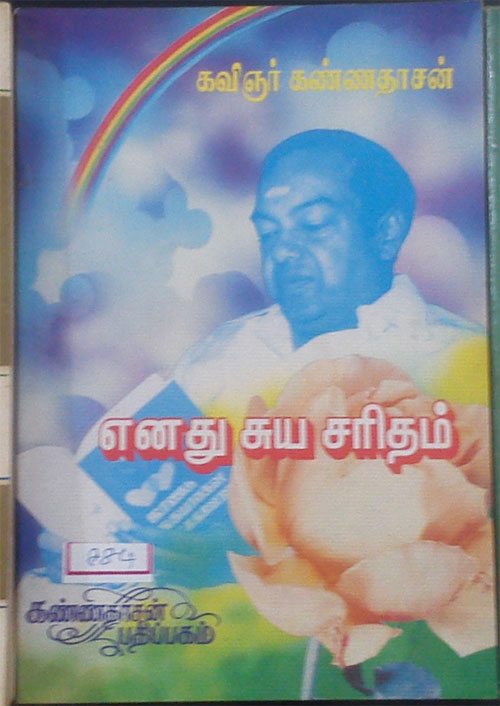 கவிஞர் கண்ணதாசன்
எனது சுய சரிதம்
கண்ணதாசன்
பதிப்பகம்